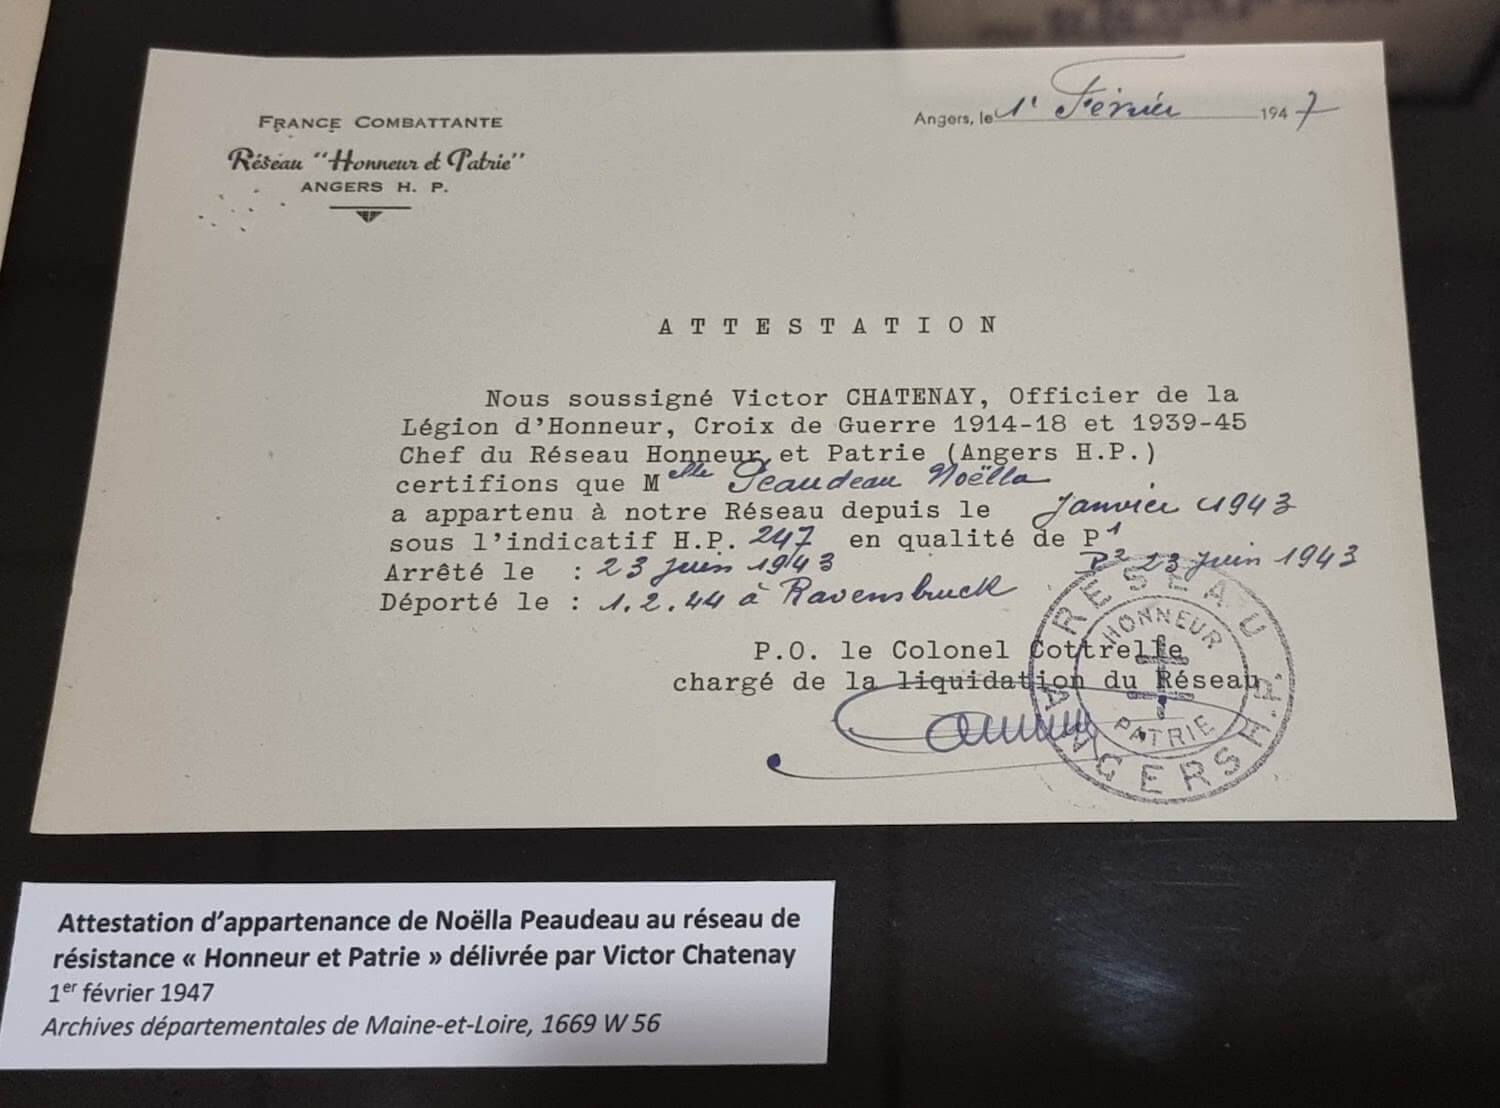 FRANCE COMBATTANTE
Réseau "Honneur et Patrie"
ANGERS H. P.
Angers, le 1r Février 1947
ATTESTATION
Nous soussigné Victor CHATENAY, Officier de la
Légion d'Honneur, Croix de Guerre 1914-18 et 1939-45
Chef du Réseau Honneur et Patrie (Angers H.P.)
certifions que Melle Peaudeau Noëlla
a appartenu à notre Réseau depuis le Janvier 1943
sous l'indicatif H.P. 247 en qualité de P1
Arrêté le : 23 Juin 1943 P2 23 Juin 1943
Déporté le : 1.2.44 à Ravensbruck
P.O. le Colonel Cottrelle
chargé de la liquidation du Réseau
RESEAU
HONNEUR
PATRIE
ANGERS H.P.
Attestation d'appartenance de Noëlla Peaudeau au réseau de
résistance « Honneur et Patrie » délivrée par Victor Chatenay
1er février 1947
Archives départementales de Maine-et-Loire, 1669 W 56